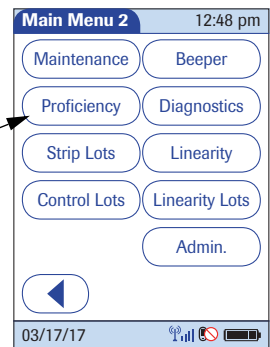 Main Menu 2 12:48 pm
Maintenance Beeper
Proficiency Diagnostics
Strip Lots Linearity
Control Lots Linearity Lots
Admin.
03/17/17